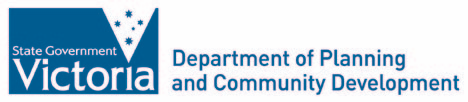 State Government
Victoria
Department of Planning
and Community Development